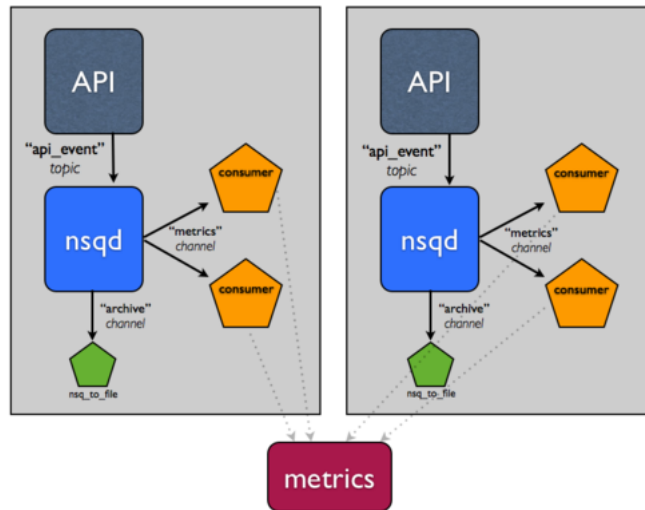 API
“api_event”
topic
consumer
nsqd
“metrics”
channel
consumer
“archive”
channel
nsq_to_file
API
“api_event”
topic
consumer
nsqd
“metrics”
channel
consumer
“archive”
channel
nsq_to_file
metrics